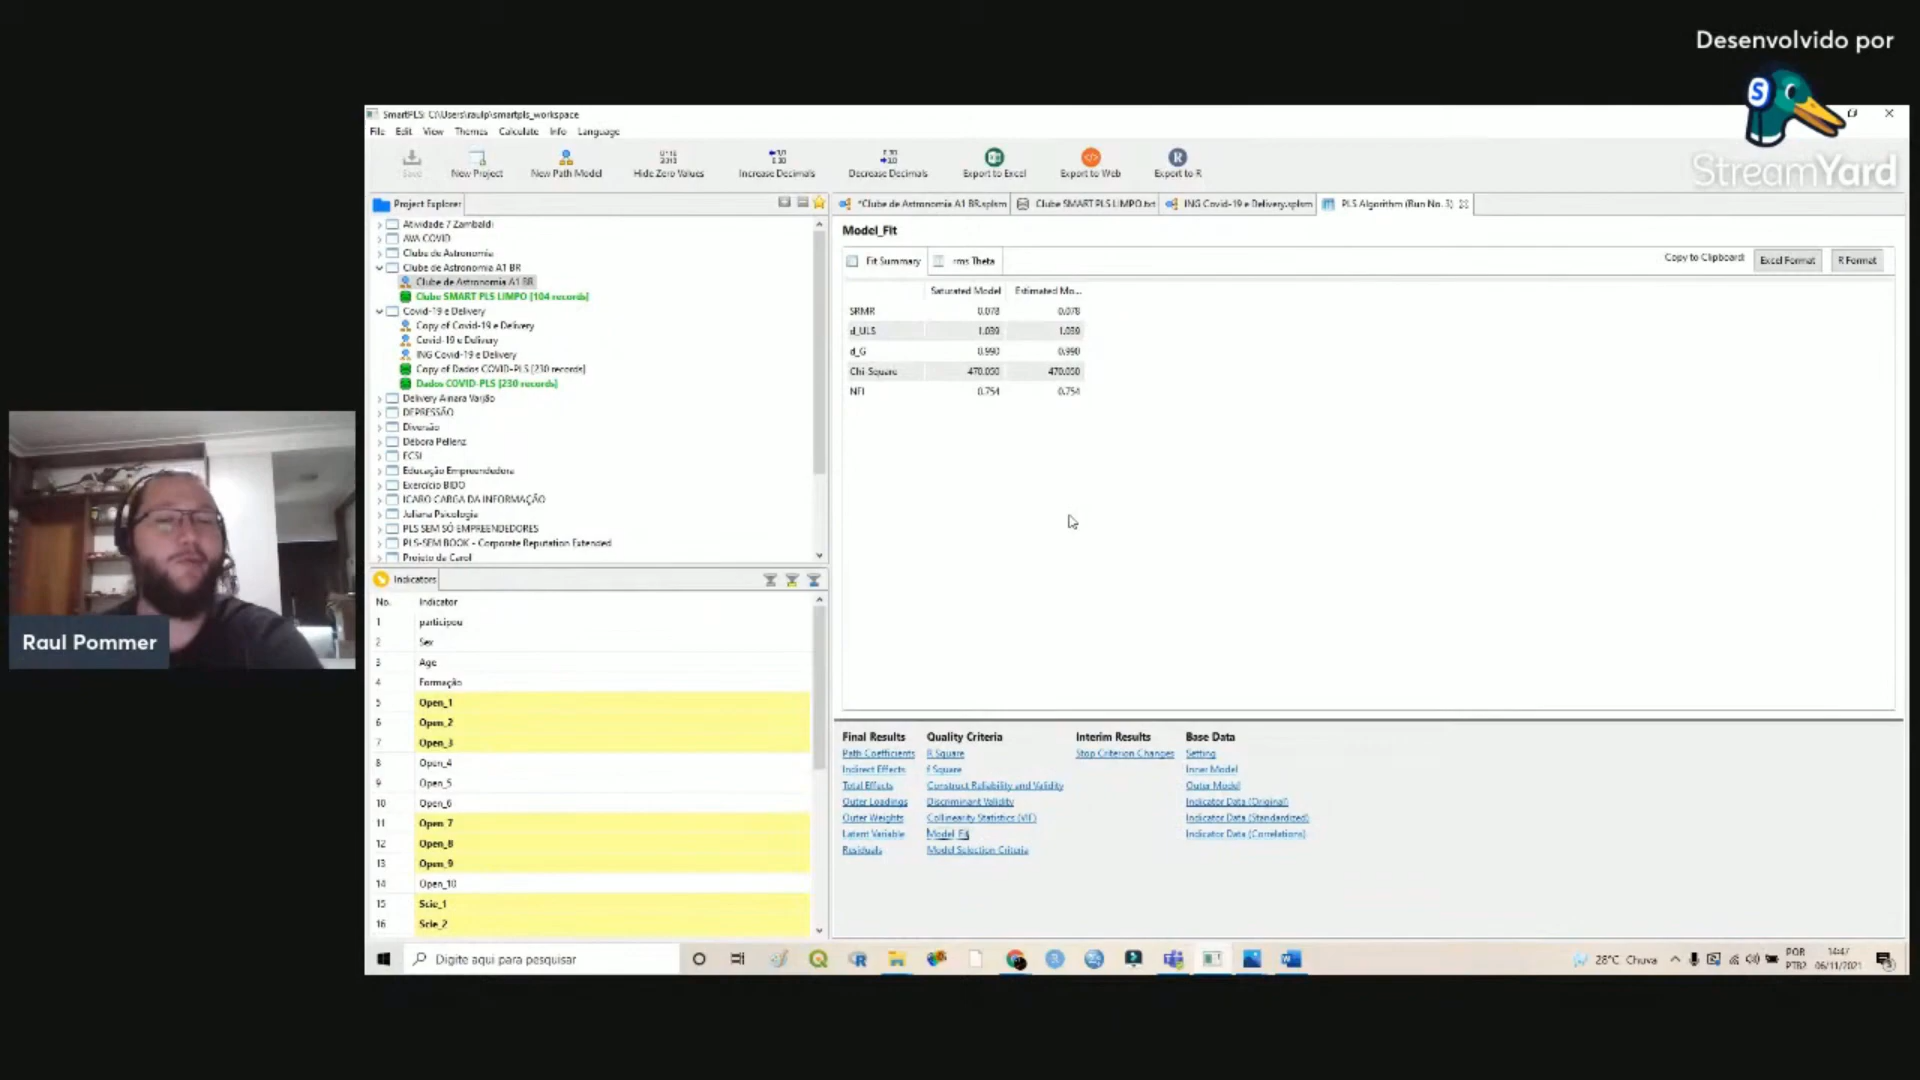 Desenvolvido por
StreamYard
SmartPLS: C:\Users\raulp\smartpls_workspace
File Edit View Themes Calculate Info Language
Save New Project New Path Model Hide Zero Values Increase Decimals Decrease Decimals Export to Excel Export to Web Export to R
Project Explorer
Atividade 7 Zambaldi
AVA COVID
Clube de Astronomia
Clube de Astronomia A1 BR
Clube de Astronomia A1 BR
Clube SMART PLS LIMPO [104 records]
Covid-19 e Delivery
Copy of Covid-19 e Delivery
Covid-19 e Delivery
ING Covid-19 e Delivery
Copy of Dados COVID-PLS [230 records]
Dados COVID-PLS [230 records]
Delivery Ainara Varjão
DEPRESSÃO
Diversão
Débora Pellenz
ECSI
Educação Empreendedora
Exercício BIDO
ICARO CARGA DA INFORMAÇÃO
Juliana Psicologia
PLS SEM SÓ EMPREENDEDORES
PLS-SEM BOOK - Corporate Reputation Extended
Projeto da Carol
Indicators
No. Indicator
1 participou
2 Sex
3 Age
4 Formação
5 Open_1
6 Open_2
7 Open_3
8 Open_4
9 Open_5
10 Open_6
11 Open_7
12 Open_8
13 Open_9
14 Open_10
15 Scie_1
16 Scie_2
*Clube de Astronomia A1 BR.splsm Clube SMART PLS LIMPO.txt ING Covid-19 e Delivery.splsm PLS Algorithm (Run No. 3)
Model_Fit
Fit Summary rms Theta Copy to Clipboard: Excel Format R Format
Saturated Model Estimated Mo...
SRMR 0.078 0.078
d_ULS 1.039 1.039
d_G 0.990 0.990
Chi-Square 470.050 470.050
NFI 0.754 0.754
Final Results Quality Criteria Interim Results Base Data
Path Coefficients R Square Stop Criterion Changes Setting
Indirect Effects f Square Inner Model
Total Effects Construct Reliability and Validity Outer Model
Outer Loadings Discriminant Validity Indicator Data (Original)
Outer Weights Collinearity Statistics (VIF) Indicator Data (Standardized)
Latent Variable Model_Fit Indicator Data (Correlations)
Residuals Model Selection Criteria
Raul Pommer
Digite aqui para pesquisar
28°C Chuva
POR
PTB2
14:47
06/11/2021